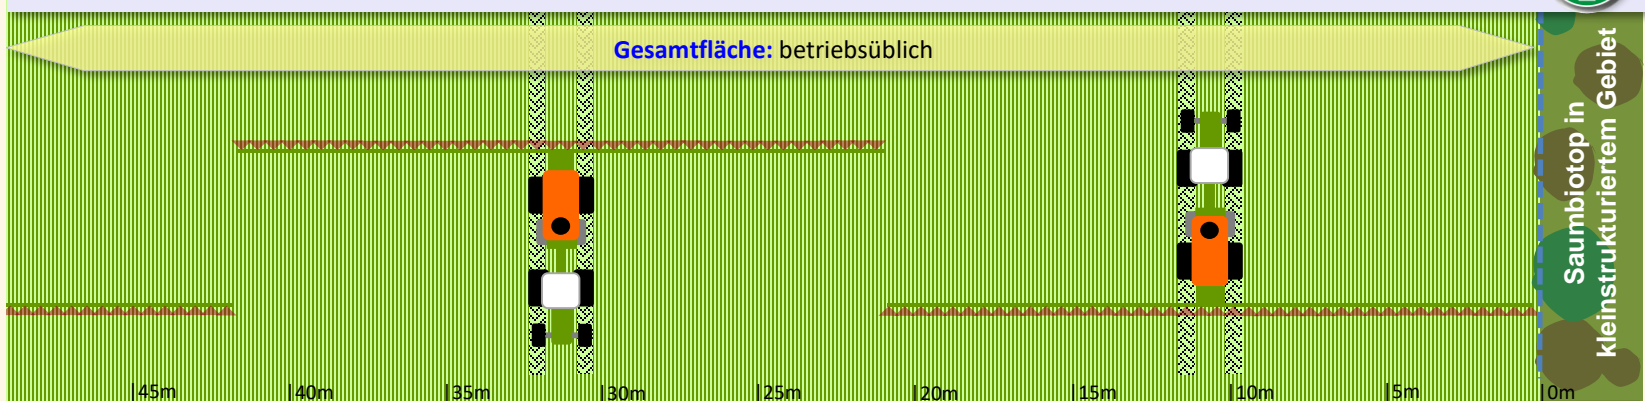 Gesamtfläche: betriebsüblich
Saumbiotop in
kleinstrukturiertem Gebiet
|45m |40m |35m |30m |25m |20m |15m |10m |5m |0m